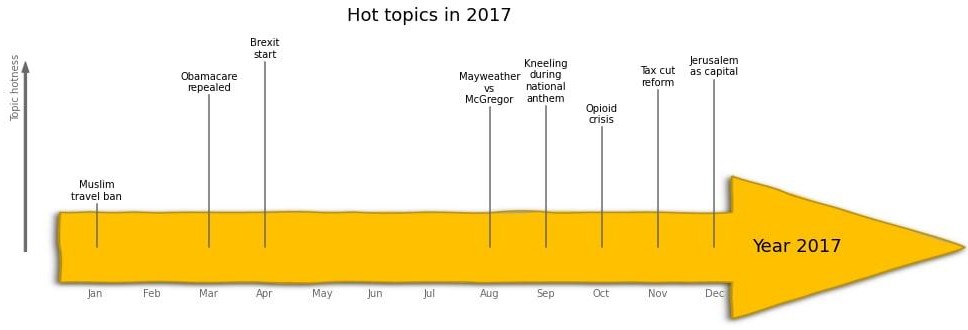 Hot topics in 2017
Topic hotness
Muslim
travel ban
Obamacare
repealed
Brexit
start
Mayweather
vs
McGregor
Kneeling
during
national
anthem
Opioid
crisis
Tax cut
reform
Jerusalem
as capital
Year 2017
Jan Feb Mar Apr May Jun Jul Aug Sep Oct Nov Dec